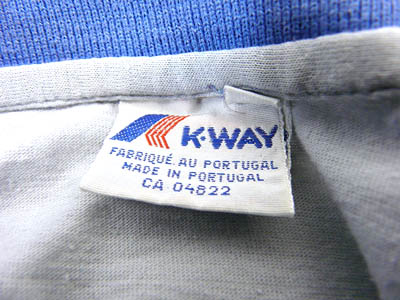 K-WAY
FABRIQUÉ AU PORTUGAL
MADE IN PORTUGAL
CA 04822